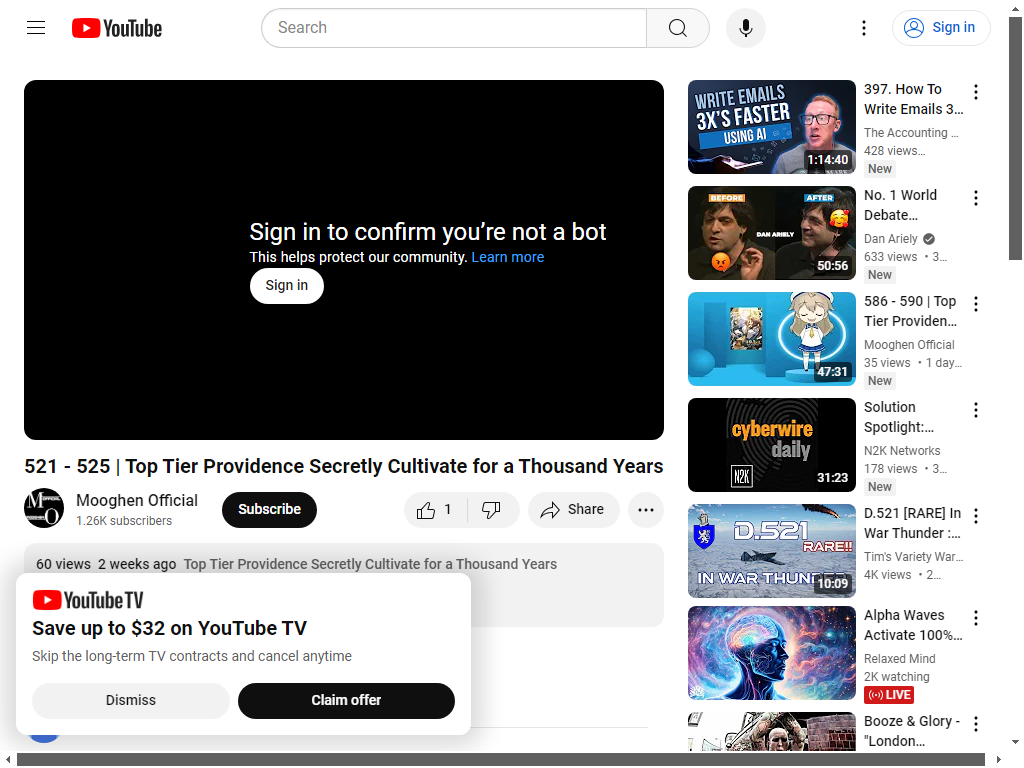 YouTube
Search
Sign in
Sign in to confirm you’re not a bot
This helps protect our community. Learn more
Sign in
521 - 525 | Top Tier Providence Secretly Cultivate for a Thousand Years
Mooghen Official
1.26K subscribers
Subscribe
1
Share
60 views 2 weeks ago Top Tier Providence Secretly Cultivate for a Thousand Years
YouTube TV
Save up to $32 on YouTube TV
Skip the long-term TV contracts and cancel anytime
Dismiss
Claim offer
WRITE EMAILS
3X'S FASTER
USING AI
1:14:40
397. How To
Write Emails 3...
The Accounting ...
428 views...
New
BEFORE
AFTER
DAN ARIELY
50:56
No. 1 World
Debate...
Dan Ariely
633 views • 3...
New
47:31
586 - 590 | Top
Tier Providen...
Mooghen Official
35 views • 1 day...
New
cyberwire
daily
N2K
31:23
Solution
Spotlight:...
N2K Networks
178 views • 3...
New
D.521
RARE!!
IN WAR THUNDER
10:09
D.521 [RARE] In
War Thunder :...
Tim's Variety War...
4K views • 2...
Alpha Waves
Activate 100%...
Relaxed Mind
2K watching
LIVE
Booze & Glory -
"London...